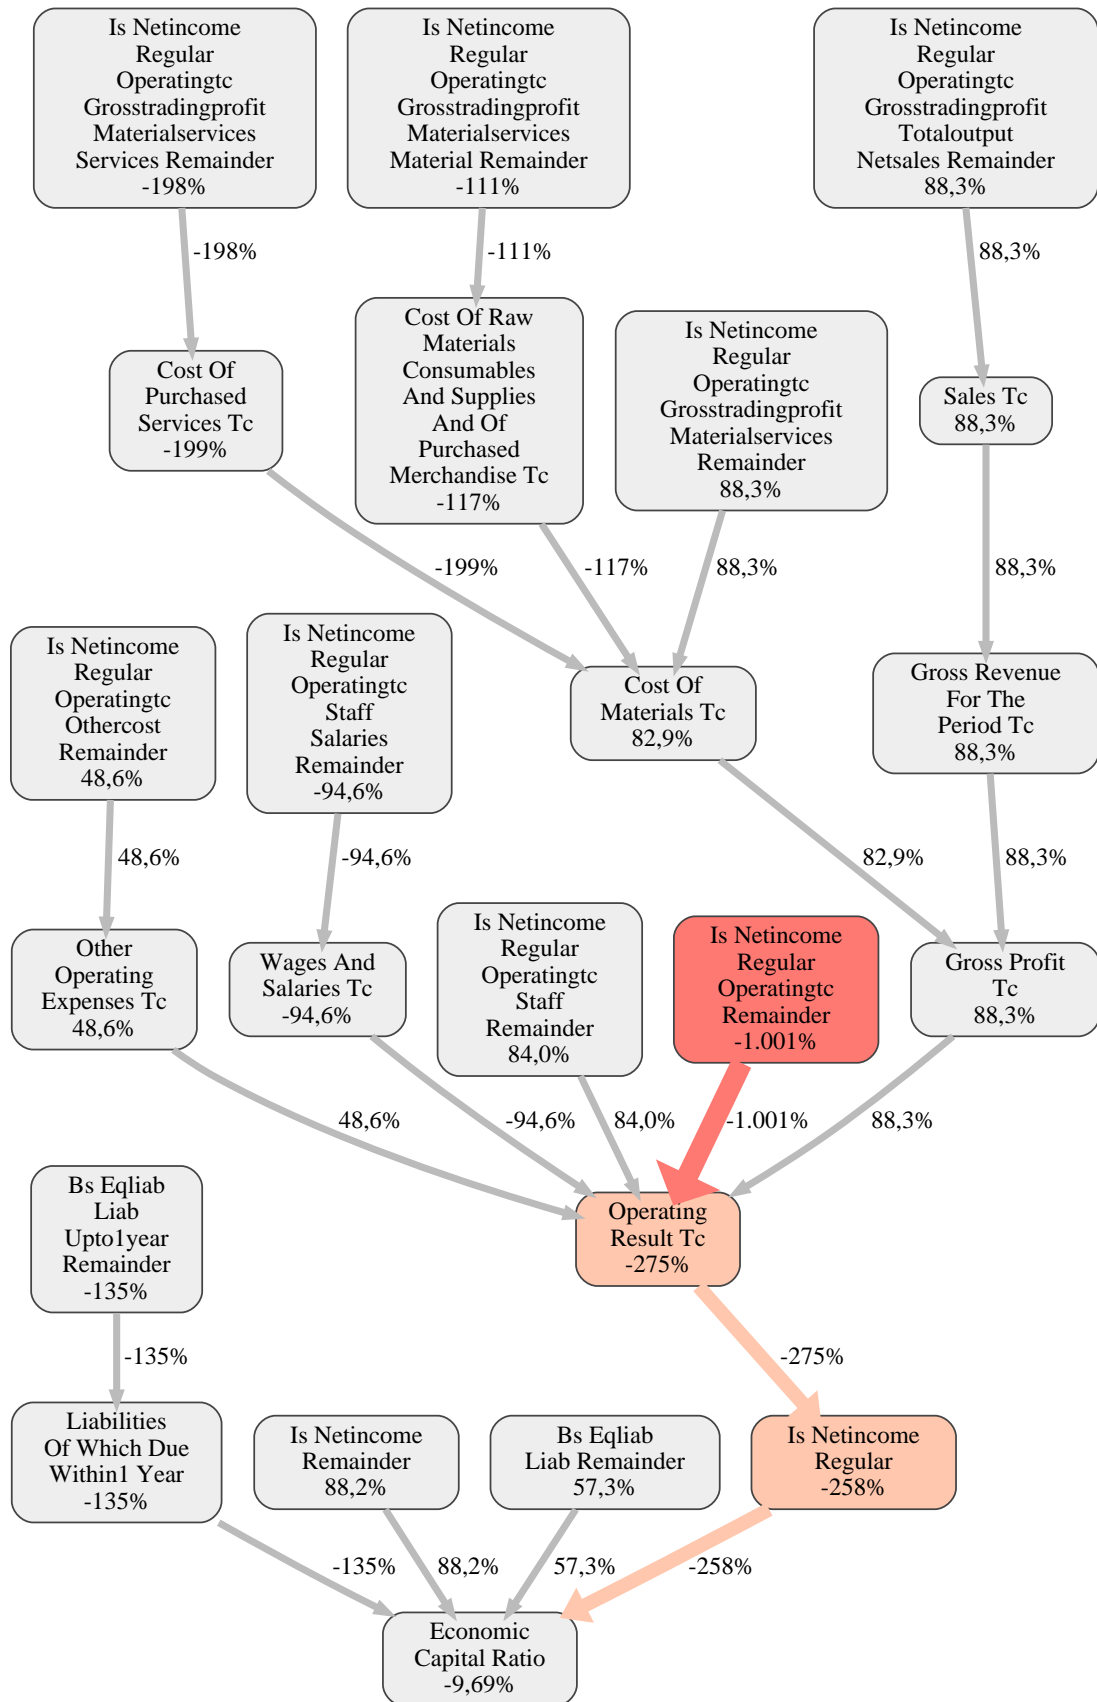 Is Netincome
Regular
Operatingtc
Grosstradingprofit
Materialservices
Services Remainder
-198%
Is Netincome
Regular
Operatingtc
Grosstradingprofit
Materialservices
Material Remainder
-111%
Is Netincome
Regular
Operatingtc
Grosstradingprofit
Totaloutput
Netsales Remainder
88,3%
-198%
-111%
88,3%
Cost Of
Purchased
Services Tc
-199%
Cost Of Raw
Materials
Consumables
And Supplies
And Of
Purchased
Merchandise Tc
-117%
Is Netincome
Regular
Operatingtc
Grosstradingprofit
Materialservices
Remainder
88,3%
Sales Tc
88,3%
-199%
-117%
88,3%
88,3%
Is Netincome
Regular
Operatingtc
Othercost
Remainder
48,6%
Is Netincome
Regular
Operatingtc
Staff
Salaries
Remainder
-94,6%
Cost Of
Materials Tc
82,9%
Gross Revenue
For The
Period Tc
88,3%
48,6%
-94,6%
82,9%
88,3%
Other
Operating
Expenses Tc
48,6%
Wages And
Salaries Tc
-94,6%
Is Netincome
Regular
Operatingtc
Staff
Remainder
84,0%
Is Netincome
Regular
Operatingtc
Remainder
-1.001%
Gross Profit
Tc
88,3%
48,6%
-94,6%
84,0%
-1.001%
88,3%
Bs Eqliab
Liab
Upto1year
Remainder
-135%
Operating
Result Tc
-275%
-135%
-275%
Liabilities
Of Which Due
Within1 Year
-135%
Is Netincome
Remainder
88,2%
Bs Eqliab
Liab Remainder
57,3%
Is Netincome
Regular
-258%
-135%
88,2%
57,3%
-258%
Economic
Capital Ratio
-9,69%